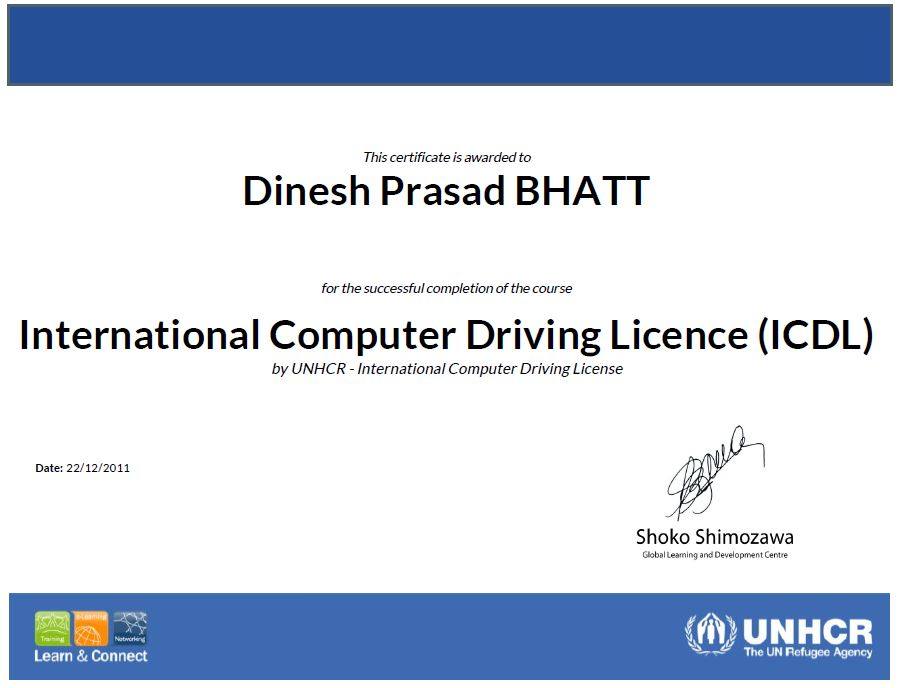 This certificate is awarded to
Dinesh Prasad BHATT
for the successful completion of the course
International Computer Driving Licence (ICDL)
by UNHCR - International Computer Driving License
Date: 22/12/2011
Shoko Shimozawa
Global Learning and Development Centre
Training
e-Learning
Networking
Learn & Connect
UNHCR
The UN Refugee Agency